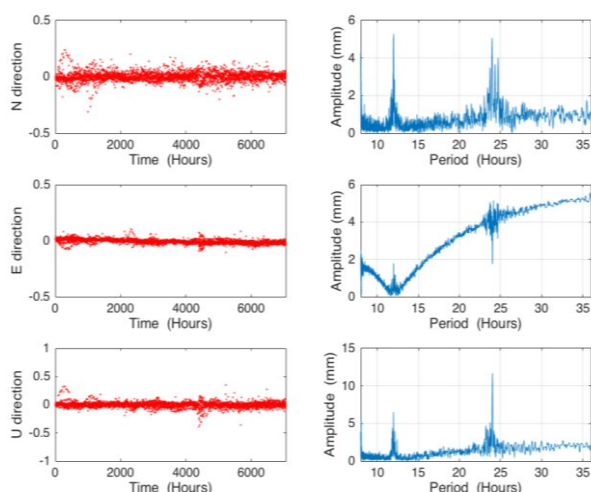 0.5
0
-0.5
N direction
0 2000 4000 6000
Time (Hours)
6
4
2
0
Amplitude (mm)
10 15 20 25 30 35
Period (Hours)
0.5
0
-0.5
E direction
0 2000 4000 6000
Time (Hours)
6
4
2
0
Amplitude (mm)
10 15 20 25 30 35
Period (Hours)
1
0.5
0
-0.5
-1
U direction
0 2000 4000 6000
Time (Hours)
15
10
5
0
Amplitude (mm)
10 15 20 25 30 35
Period (Hours)